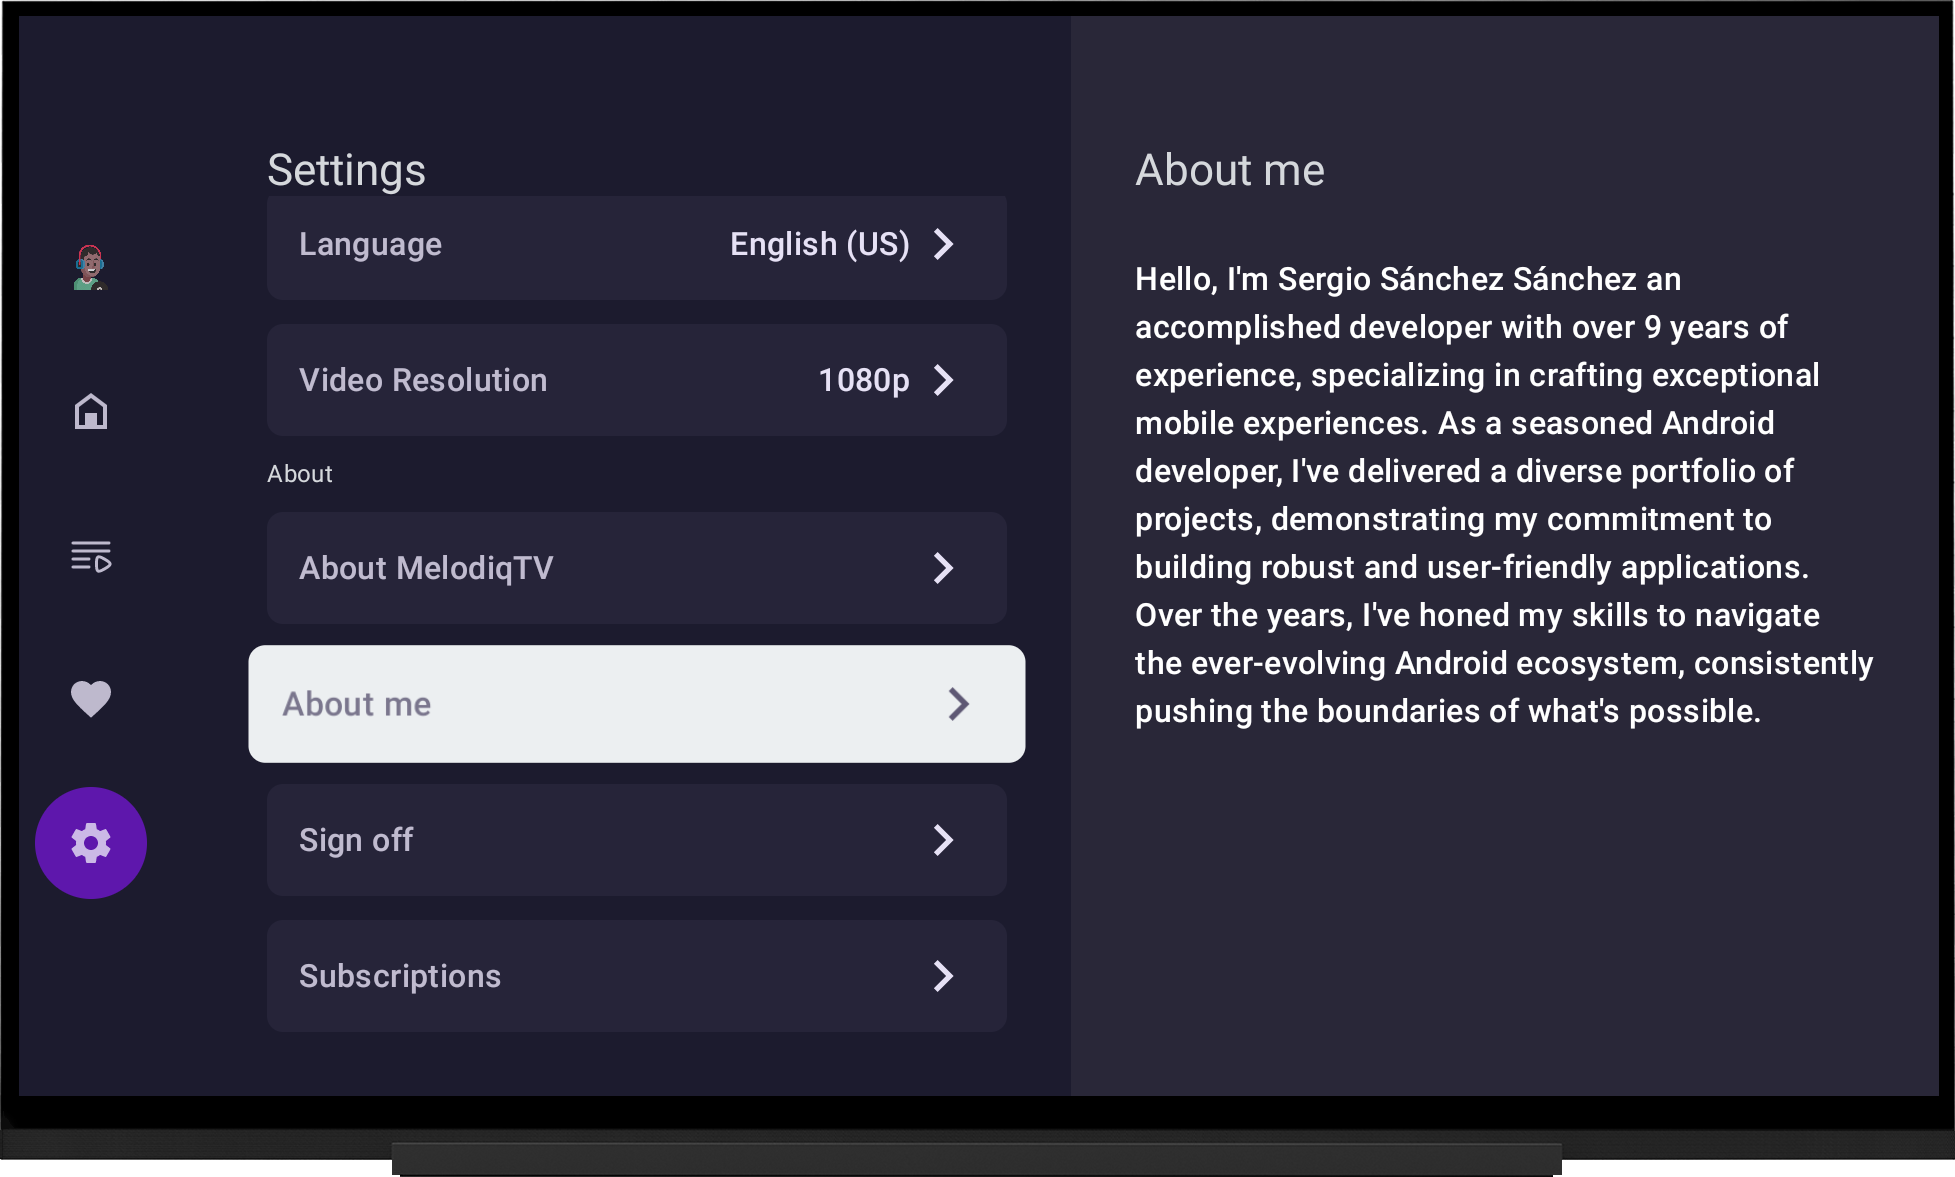 Settings
Language English (US)
Video Resolution 1080p
About
About MelodiqTV
About me
Sign off
Subscriptions
About me
Hello, I'm Sergio Sánchez Sánchez an
accomplished developer with over 9 years of
experience, specializing in crafting exceptional
mobile experiences. As a seasoned Android
developer, I've delivered a diverse portfolio of
projects, demonstrating my commitment to
building robust and user-friendly applications.
Over the years, I've honed my skills to navigate
the ever-evolving Android ecosystem, consistently
pushing the boundaries of what's possible.